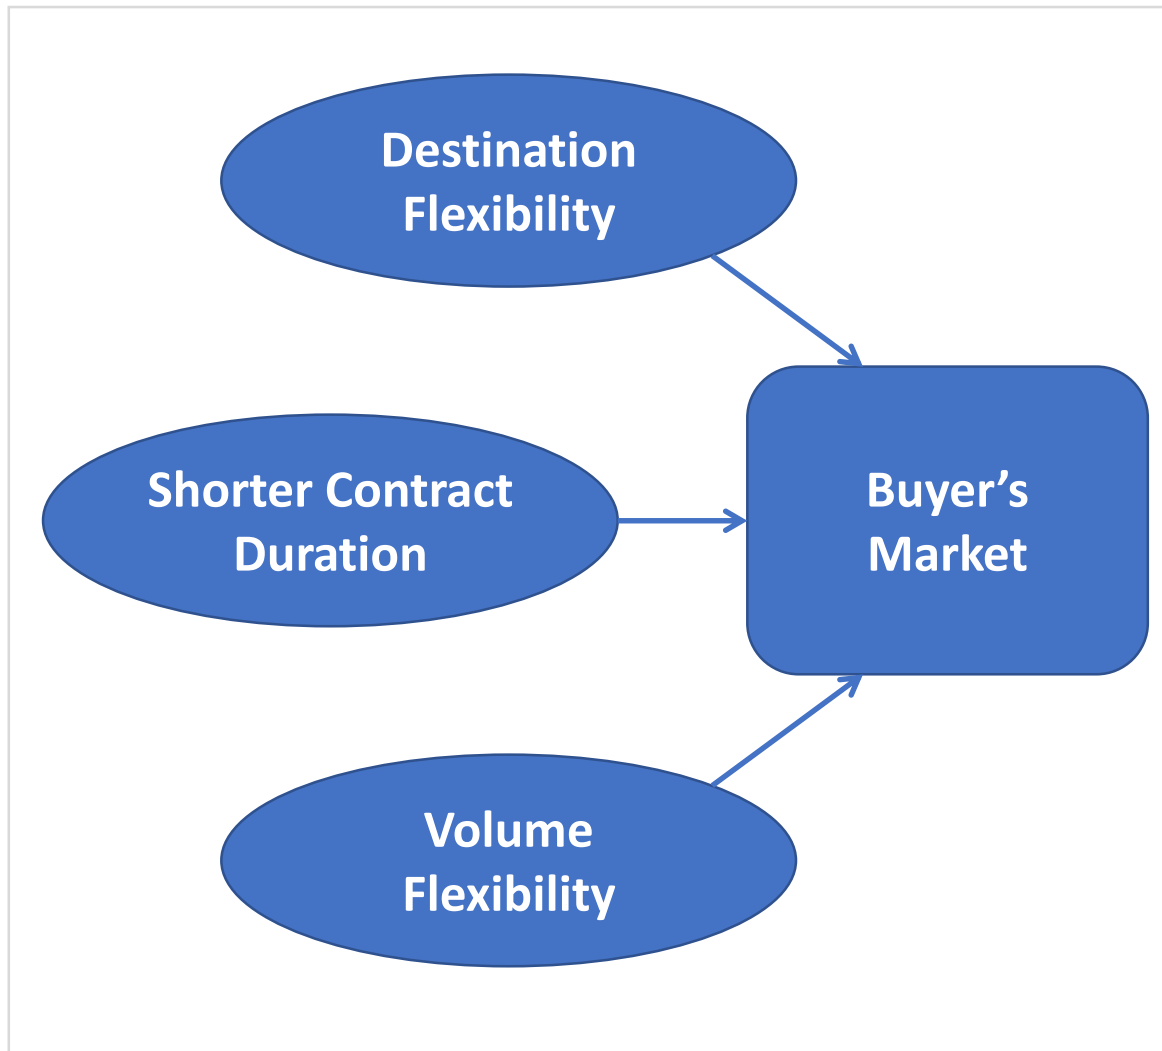 Destination
Flexibility
Shorter Contract
Duration
Buyer’s
Market
Volume
Flexibility